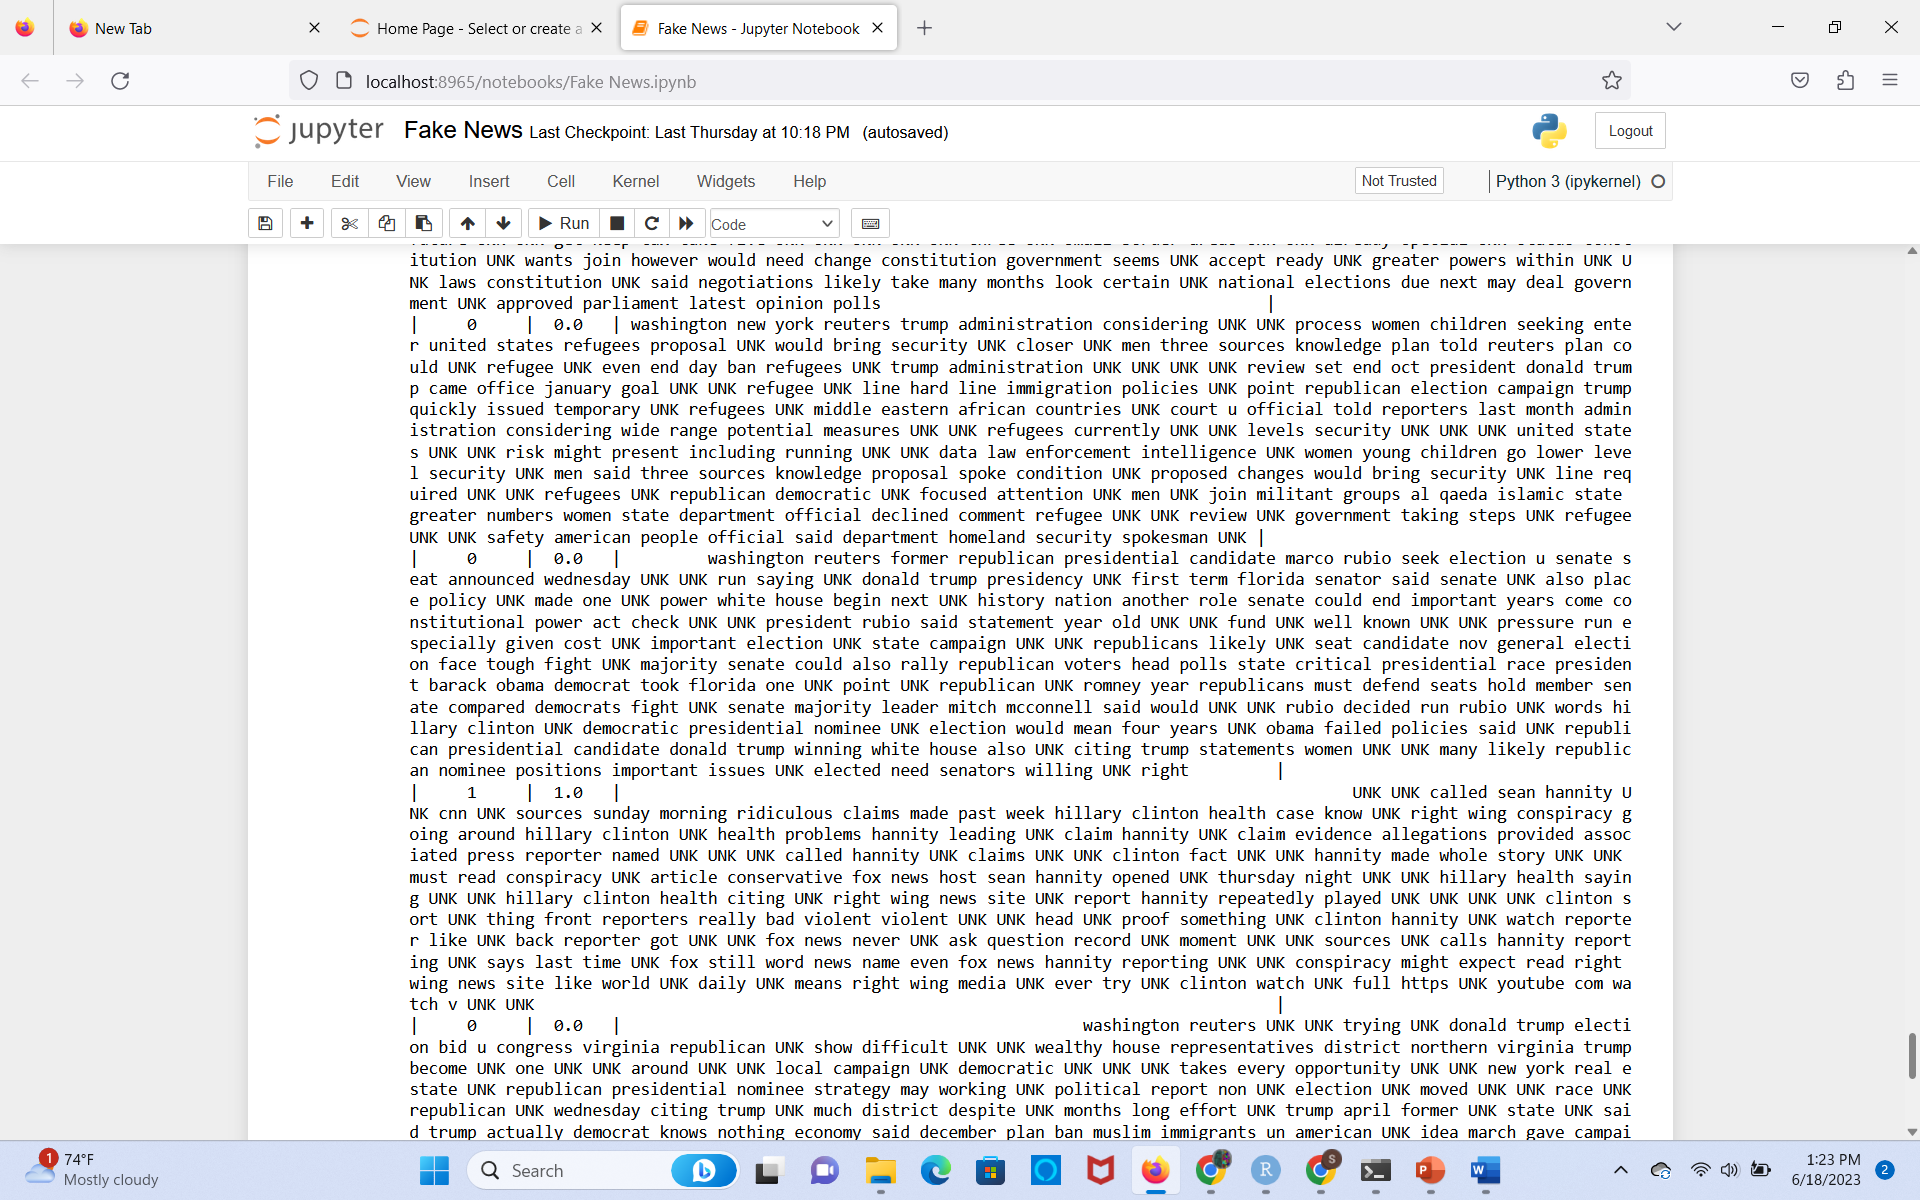 New Tab
Home Page - Select or create a
Fake News - Jupyter Notebook
localhost:8965/notebooks/Fake News.ipynb
jupyter Fake News Last Checkpoint: Last Thursday at 10:18 PM (autosaved)
Logout
File Edit View Insert Cell Kernel Widgets Help
Not Trusted
Python 3 (ipykernel)
Run
Code
itution UNK wants join however would need change constitution government seems UNK accept ready UNK greater powers within UNK U
NK laws constitution UNK said negotiations likely take many months look certain UNK national elections due next may deal govern
ment UNK approved parliament latest opinion polls |
| 0 | 0.0 | washington new york reuters trump administration considering UNK UNK process women children seeking ente
r united states refugees proposal UNK would bring security UNK closer UNK men three sources knowledge plan told reuters plan co
uld UNK refugee UNK even end day ban refugees UNK trump administration UNK UNK UNK UNK review set end oct president donald trum
p came office january goal UNK UNK refugee UNK line hard line immigration policies UNK point republican election campaign trump
quickly issued temporary UNK refugees UNK middle eastern african countries UNK court u official told reporters last month admin
istration considering wide range potential measures UNK UNK refugees currently UNK UNK levels security UNK UNK UNK united state
s UNK UNK risk might present including running UNK UNK data law enforcement intelligence UNK women young children go lower leve
l security UNK men said three sources knowledge proposal spoke condition UNK proposed changes would bring security UNK line req
uired UNK UNK refugees UNK republican democratic UNK focused attention UNK men UNK join militant groups al qaeda islamic state
greater numbers women state department official declined comment refugee UNK UNK review UNK government taking steps UNK refugee
UNK UNK safety american people official said department homeland security spokesman UNK |
| 0 | 0.0 | washington reuters former republican presidential candidate marco rubio seek election u senate s
eat announced wednesday UNK UNK run saying UNK donald trump presidency UNK first term florida senator said senate UNK also plac
e policy UNK made one UNK power white house begin next UNK history nation another role senate could end important years come co
nstitutional power act check UNK UNK president rubio said statement year old UNK UNK fund UNK well known UNK UNK pressure run e
specially given cost UNK important election UNK state campaign UNK UNK republicans likely UNK seat candidate nov general electi
on face tough fight UNK majority senate could also rally republican voters head polls state critical presidential race presiden
t barack obama democrat took florida one UNK point UNK republican UNK romney year republicans must defend seats hold member sen
ate compared democrats fight UNK senate majority leader mitch mcconnell said would UNK UNK rubio decided run rubio UNK words hi
llary clinton UNK democratic presidential nominee UNK election would mean four years UNK obama failed policies said UNK republi
can presidential candidate donald trump winning white house also UNK citing trump statements women UNK UNK many likely republic
an nominee positions important issues UNK elected need senators willing UNK right |
| 1 | 1.0 | UNK UNK called sean hannity U
NK cnn UNK sources sunday morning ridiculous claims made past week hillary clinton health case know UNK right wing conspiracy g
oing around hillary clinton UNK health problems hannity leading UNK claim hannity UNK claim evidence allegations provided assoc
iated press reporter named UNK UNK UNK called hannity UNK claims UNK UNK clinton fact UNK UNK hannity made whole story UNK UNK
must read conspiracy UNK article conservative fox news host sean hannity opened UNK thursday night UNK UNK hillary health sayin
g UNK UNK hillary clinton health citing UNK right wing news site UNK report hannity repeatedly played UNK UNK UNK UNK clinton s
ort UNK thing front reporters really bad violent violent UNK UNK head UNK proof something UNK clinton hannity UNK watch reporte
r like UNK back reporter got UNK UNK fox news never UNK ask question record UNK moment UNK UNK sources UNK calls hannity report
ing UNK says last time UNK fox still word news name even fox news hannity reporting UNK UNK conspiracy might expect read right
wing news site like world UNK daily UNK means right wing media UNK ever try UNK clinton watch UNK full https UNK youtube com wa
tch v UNK UNK |
| 0 | 0.0 | washington reuters UNK UNK trying UNK donald trump electi
on bid u congress virginia republican UNK show difficult UNK UNK wealthy house representatives district northern virginia trump
become UNK one UNK UNK around UNK UNK local campaign UNK democratic UNK UNK UNK takes every opportunity UNK UNK new york real e
state UNK republican presidential nominee strategy may working UNK political report non UNK election UNK moved UNK UNK race UNK
republican UNK wednesday citing trump UNK much district despite UNK months long effort UNK trump april former UNK state UNK sai
d trump actually democrat knows nothing economy said december plan ban muslim immigrants un american UNK idea march gave campai
1
74°F
Mostly cloudy
Search
1:23 PM
6/18/2023
2